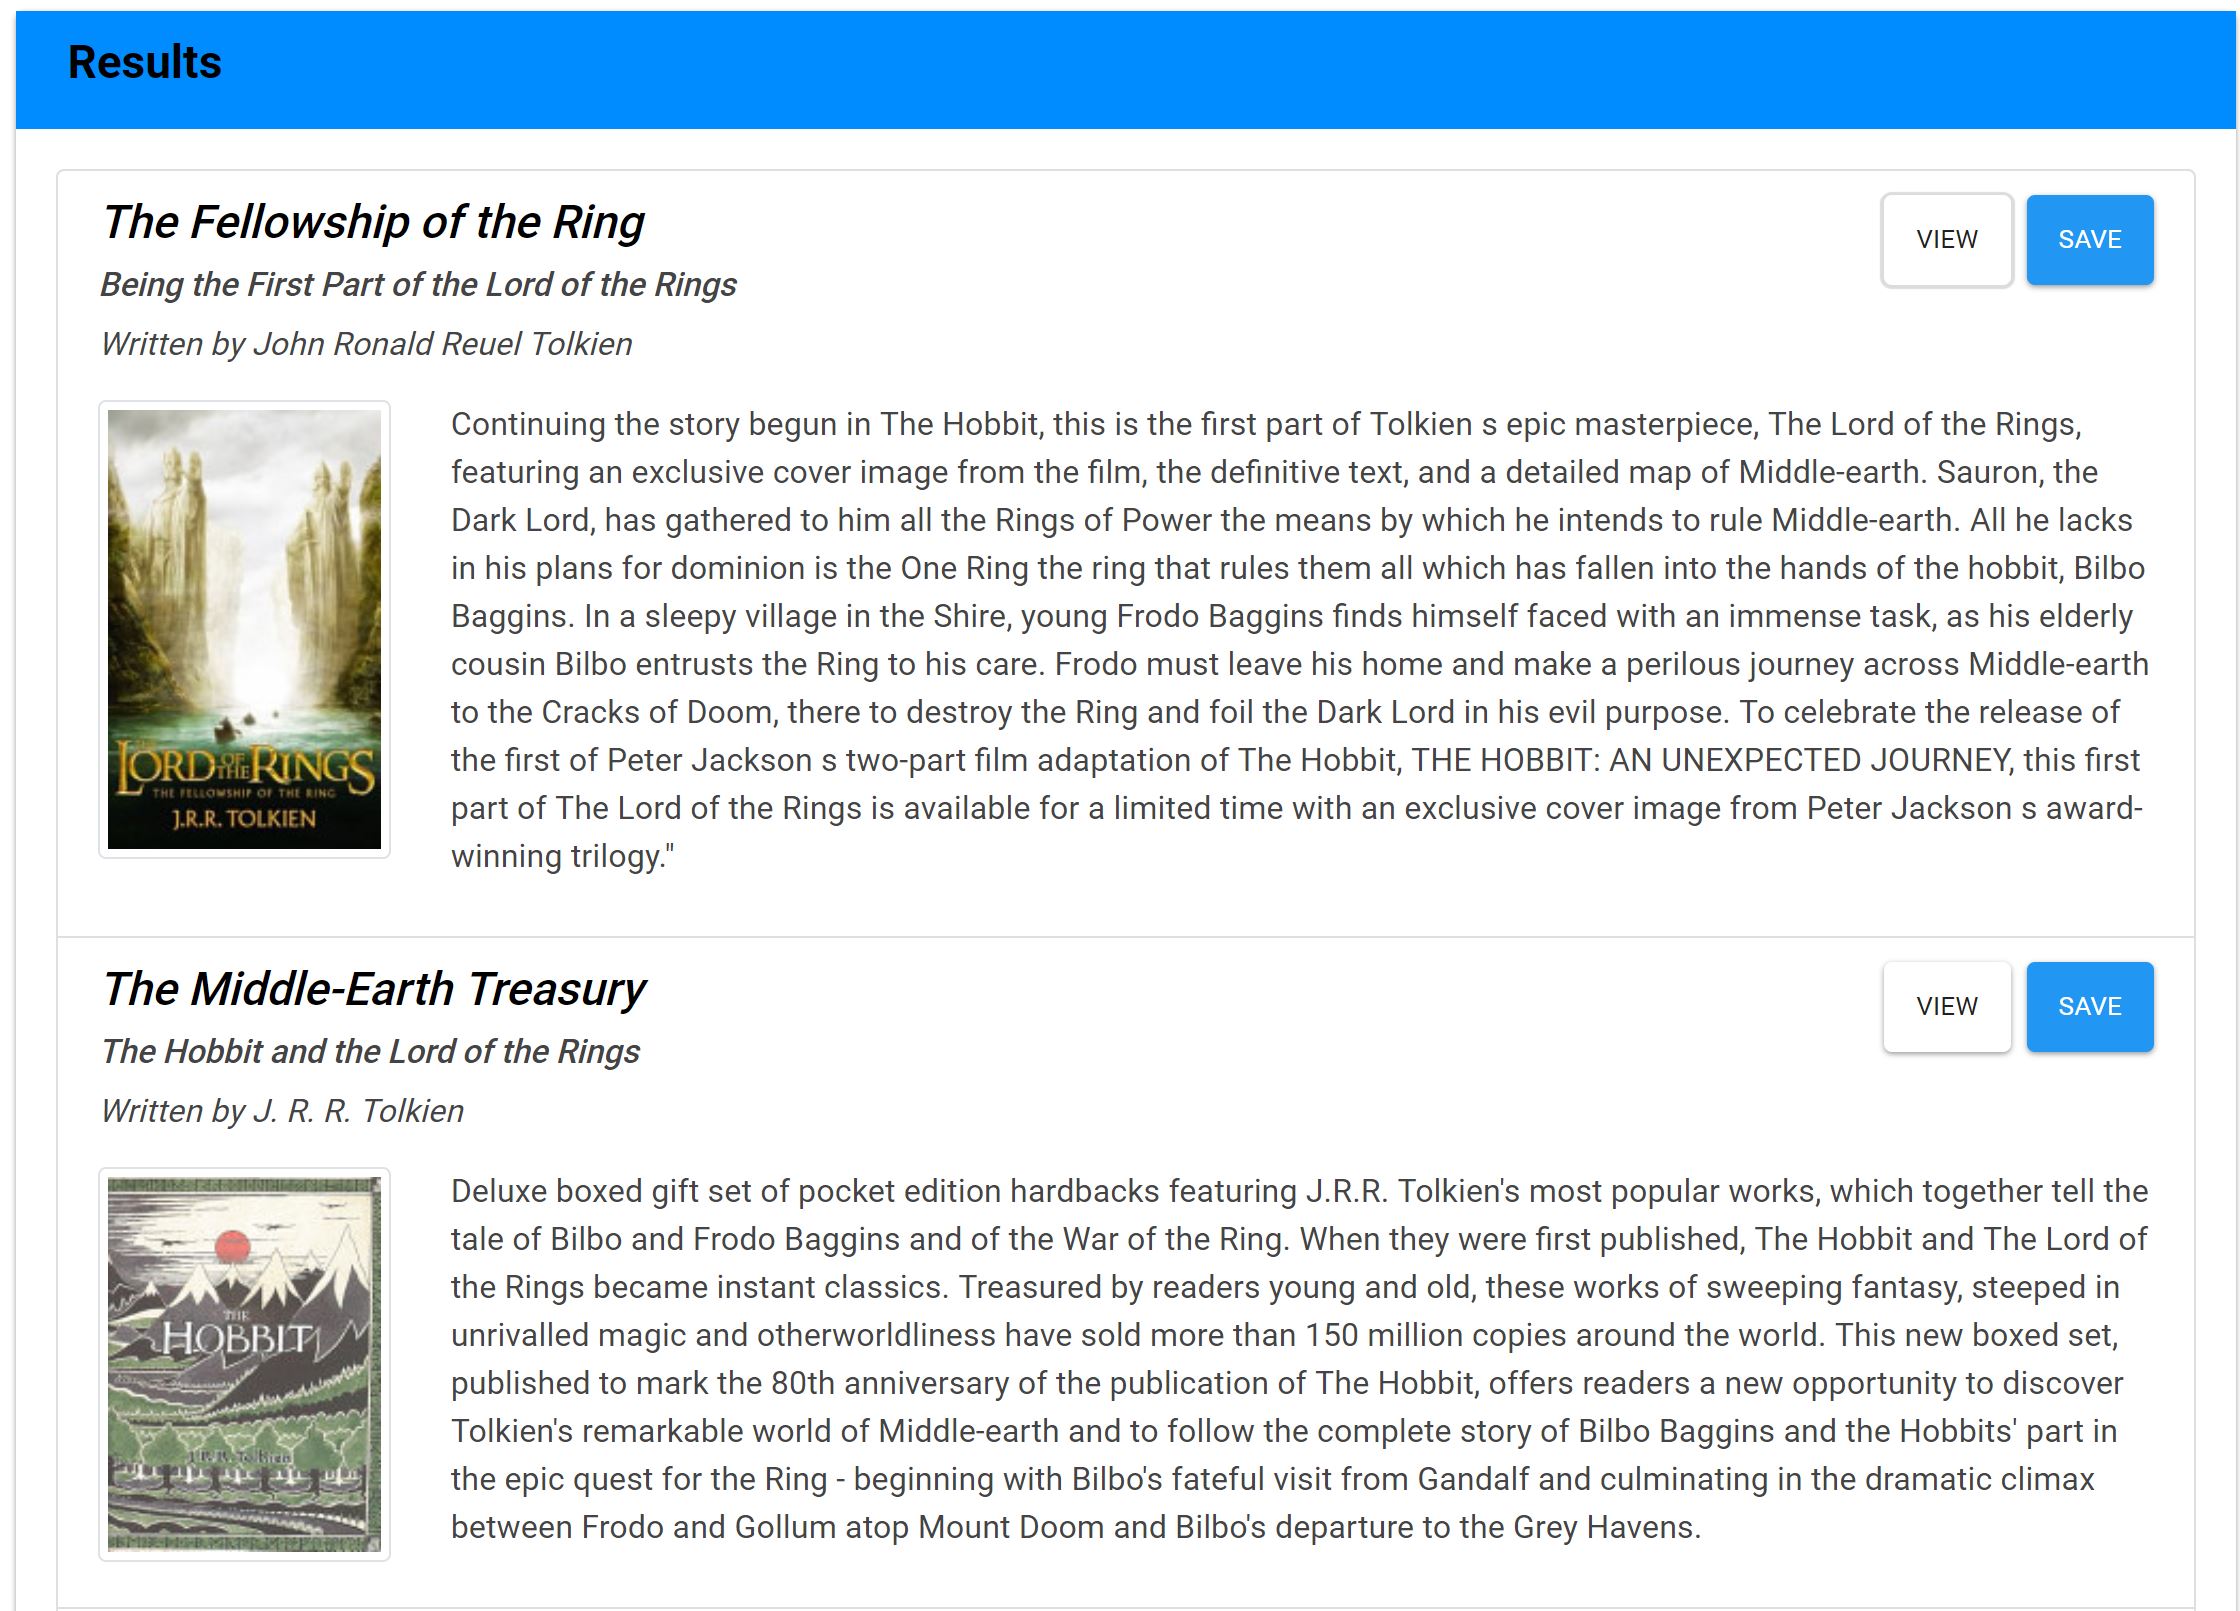 Results
The Fellowship of the Ring
VIEW
SAVE
Being the First Part of the Lord of the Rings
Written by John Ronald Reuel Tolkien
THE
LORD OF THE RINGS
THE FELLOWSHIP OF THE RING
J.R.R. TOLKIEN
Continuing the story begun in The Hobbit, this is the first part of Tolkien s epic masterpiece, The Lord of the Rings,
featuring an exclusive cover image from the film, the definitive text, and a detailed map of Middle-earth. Sauron, the
Dark Lord, has gathered to him all the Rings of Power the means by which he intends to rule Middle-earth. All he lacks
in his plans for dominion is the One Ring the ring that rules them all which has fallen into the hands of the hobbit, Bilbo
Baggins. In a sleepy village in the Shire, young Frodo Baggins finds himself faced with an immense task, as his elderly
cousin Bilbo entrusts the Ring to his care. Frodo must leave his home and make a perilous journey across Middle-earth
to the Cracks of Doom, there to destroy the Ring and foil the Dark Lord in his evil purpose. To celebrate the release of
the first of Peter Jackson s two-part film adaptation of The Hobbit, THE HOBBIT: AN UNEXPECTED JOURNEY, this first
part of The Lord of the Rings is available for a limited time with an exclusive cover image from Peter Jackson s award-
winning trilogy."
The Middle-Earth Treasury
VIEW
SAVE
The Hobbit and the Lord of the Rings
Written by J. R. R. Tolkien
THE
HOBBIT
J.R.R. Tolkien
Deluxe boxed gift set of pocket edition hardbacks featuring J.R.R. Tolkien's most popular works, which together tell the
tale of Bilbo and Frodo Baggins and of the War of the Ring. When they were first published, The Hobbit and The Lord of
the Rings became instant classics. Treasured by readers young and old, these works of sweeping fantasy, steeped in
unrivalled magic and otherworldliness have sold more than 150 million copies around the world. This new boxed set,
published to mark the 80th anniversary of the publication of The Hobbit, offers readers a new opportunity to discover
Tolkien's remarkable world of Middle-earth and to follow the complete story of Bilbo Baggins and the Hobbits' part in
the epic quest for the Ring - beginning with Bilbo's fateful visit from Gandalf and culminating in the dramatic climax
between Frodo and Gollum atop Mount Doom and Bilbo's departure to the Grey Havens.